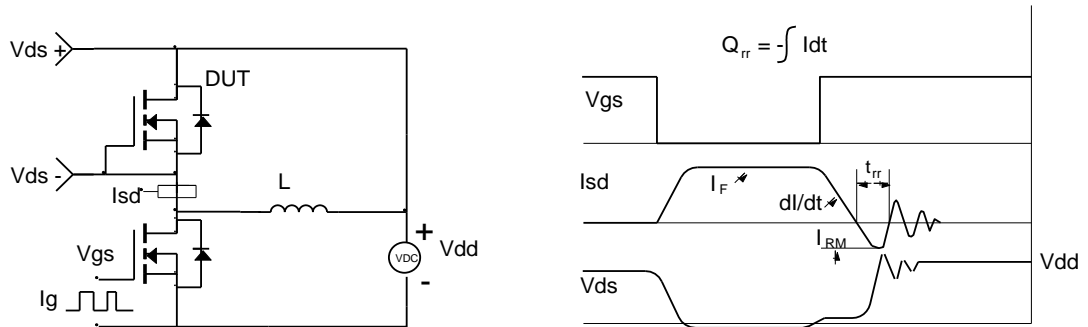 Vds +
DUT
Vds -
Isd
L
Vgs
+
VDC
Vdd
-
Ig
Qrr = -∫ Idt
Vgs
Isd
IF
dI/dt
trr
IRM
Vds
Vdd